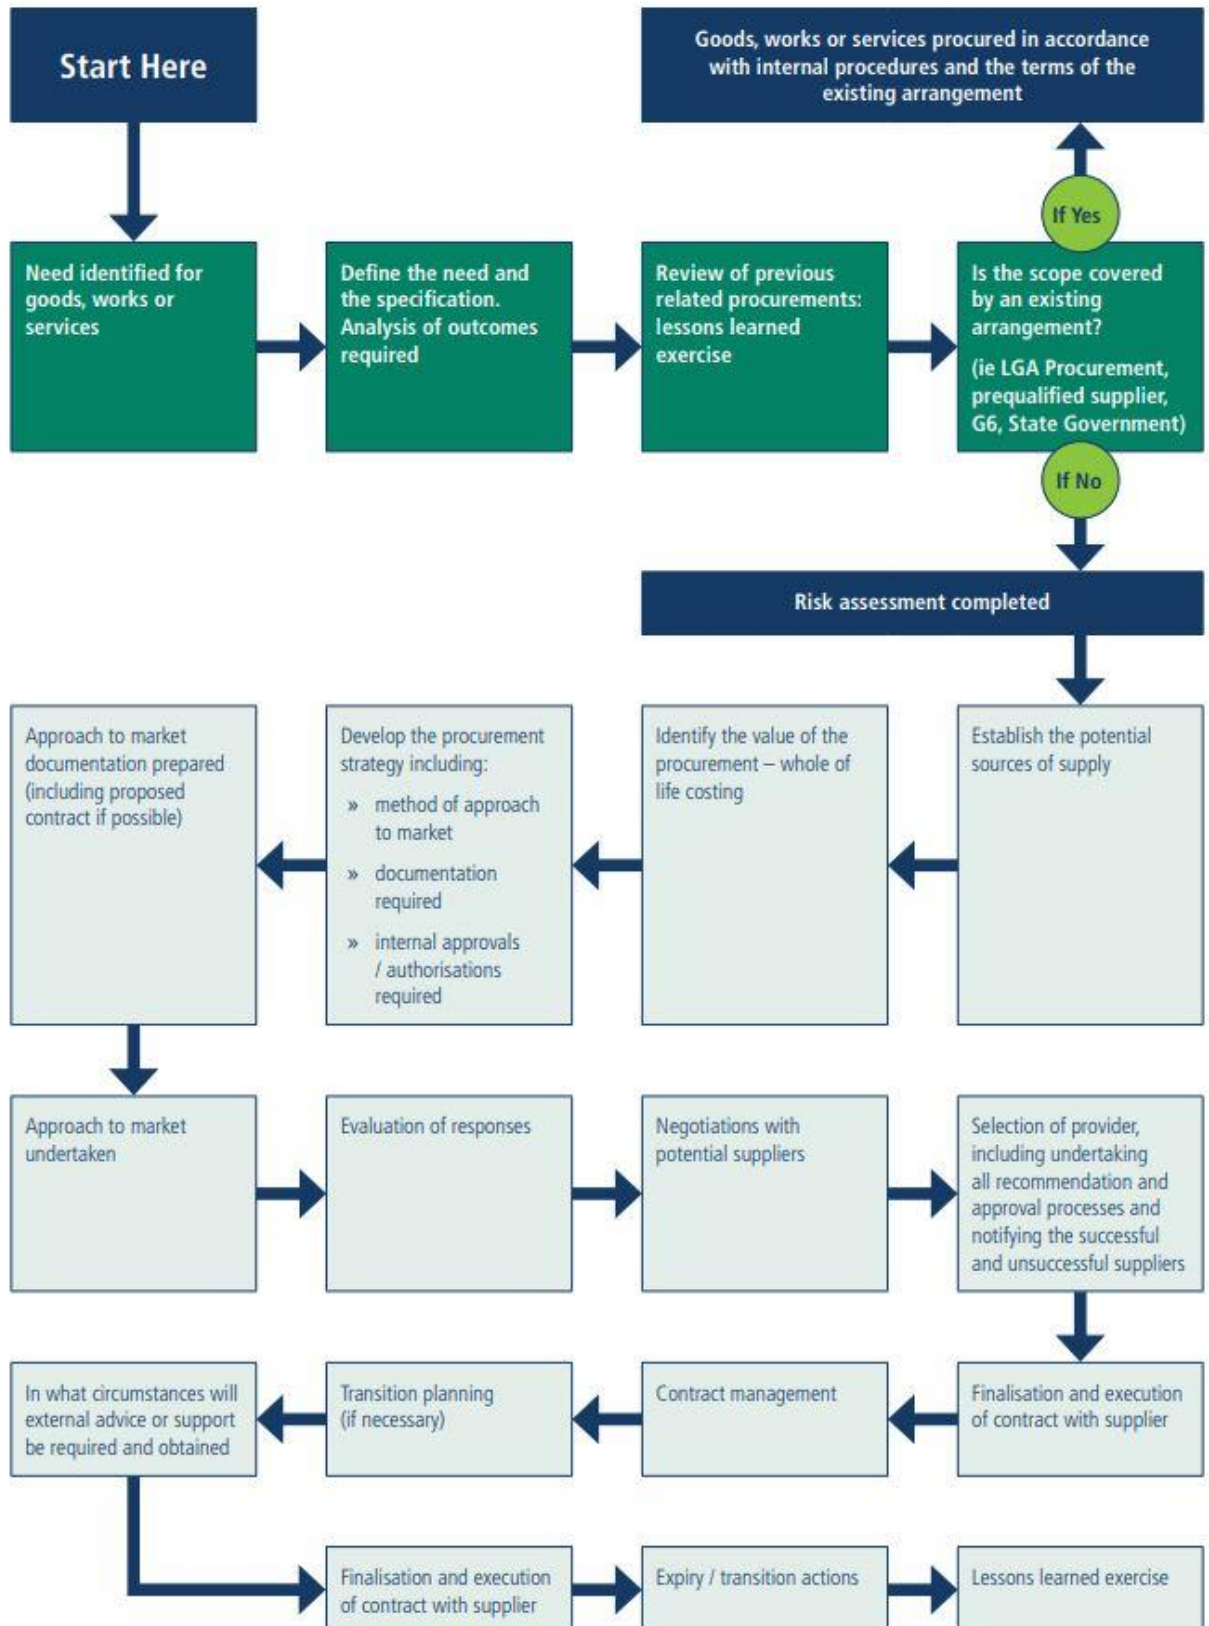 Start Here
Goods, works or services procured in accordance
with internal procedures and the terms of the
existing arrangement
If Yes
Need identified for
goods, works or
services
Define the need and
the specification.
Analysis of outcomes
required
Review of previous
related procurements:
lessons learned
exercise
Is the scope covered
by an existing
arrangement?
(ie LGA Procurement,
prequalified supplier,
G6, State Government)
If No
Risk assessment completed
Establish the potential
sources of supply
Identify the value of the
procurement – whole of
life costing
Develop the procurement
strategy including:
» method of approach
to market
» documentation
required
» internal approvals
/ authorisations
required
Approach to market
documentation prepared
(including proposed
contract if possible)
Approach to market
undertaken
Evaluation of responses
Negotiations with
potential suppliers
Selection of provider,
including undertaking
all recommendation and
approval processes and
notifying the successful
and unsuccessful suppliers
Finalisation and execution
of contract with supplier
Contract management
Transition planning
(if necessary)
In what circumstances will
external advice or support
be required and obtained
Finalisation and execution
of contract with supplier
Expiry / transition actions
Lessons learned exercise